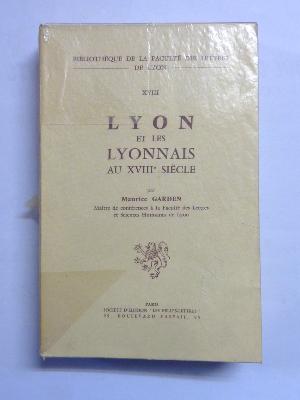 BIBLIOTHÈQUE DE LA FACULTÉ DES LETTRES
DE LYON
XVIII
LYON
ET LES
LYONNAIS
AU XVIIIᵉ SIÈCLE
par
Maurice GARDEN
Maître de conférences à la Faculté des Lettres
et Sciences Humaines de Lyon
PARIS
SOCIÉTÉ D'ÉDITION "LES BELLES-LETTRES"
95, BOULEVARD RASPAIL, 95